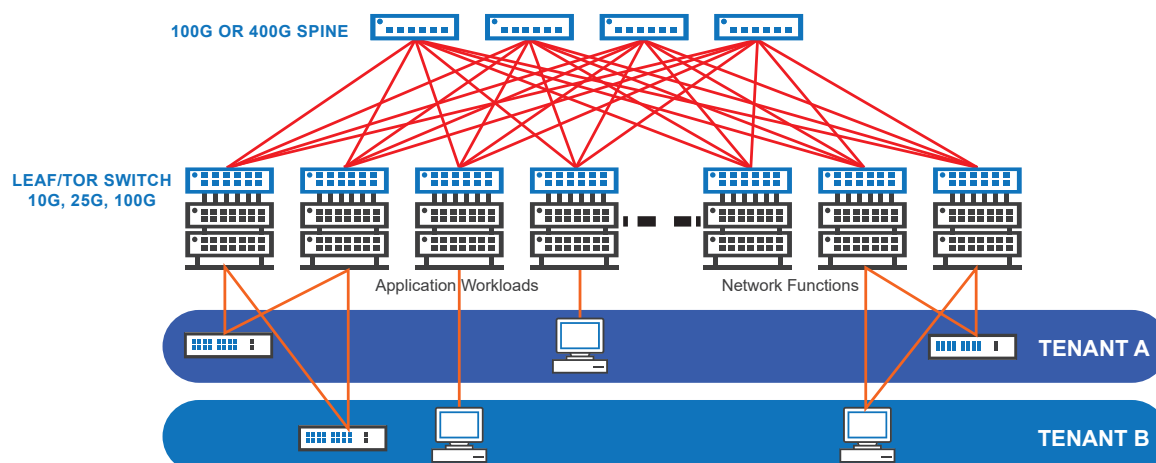 100G OR 400G SPINE
LEAF/TOR SWITCH
10G, 25G, 100G
Application Workloads
Network Functions
TENANT A
TENANT B